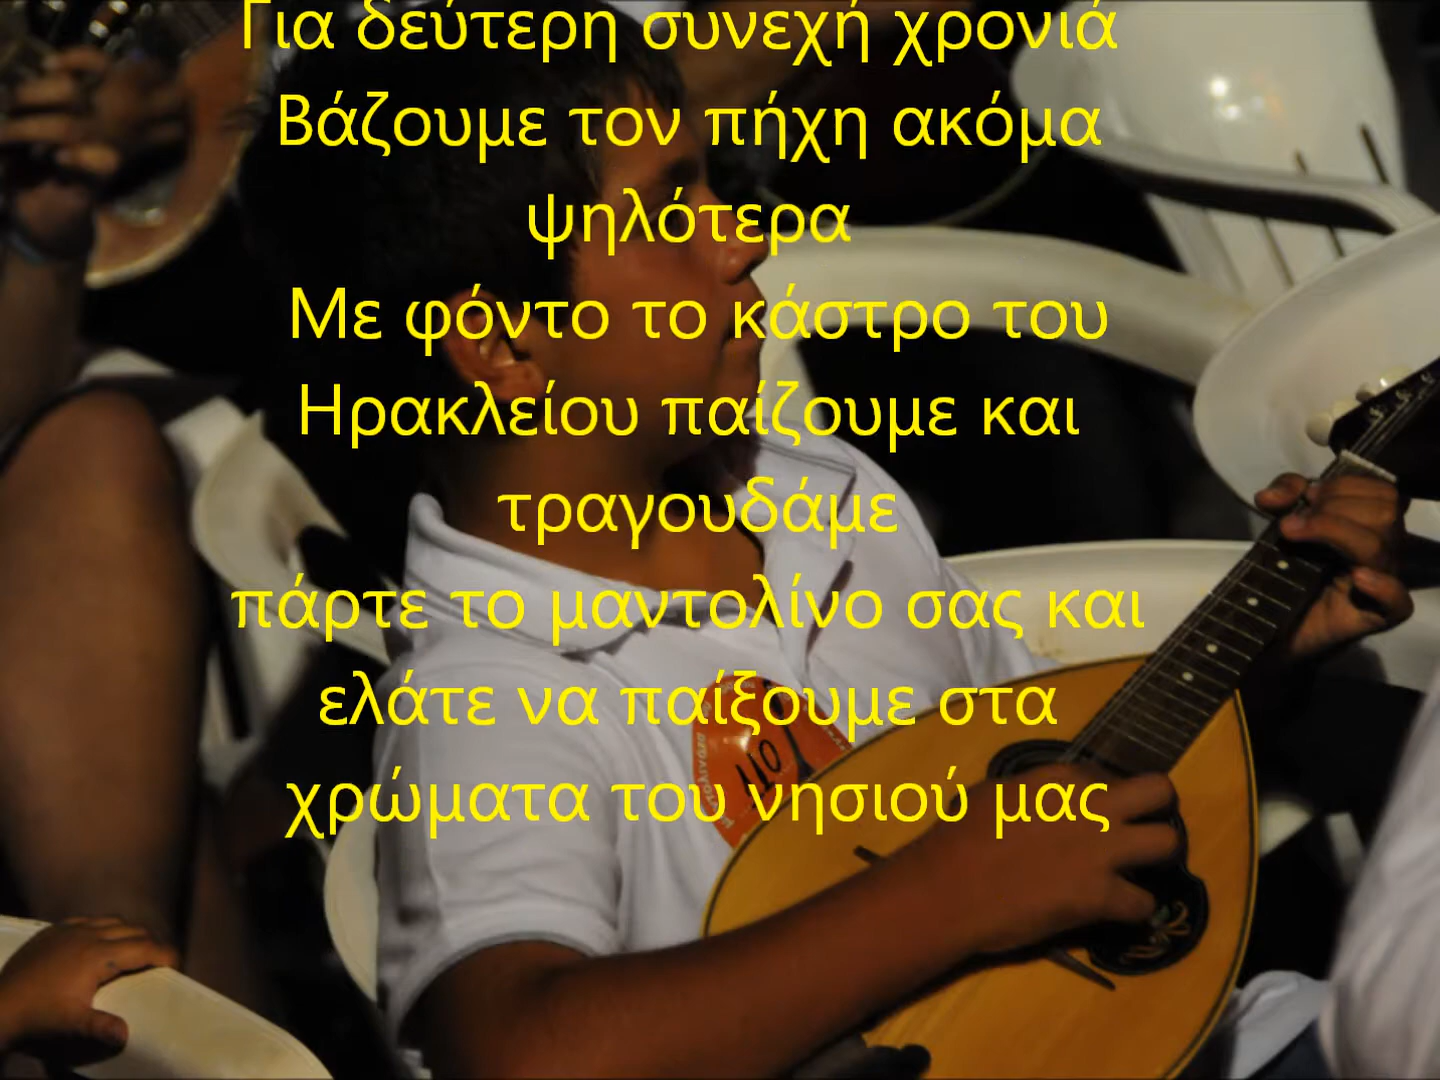 Για δεύτερη συνεχή χρονιά
Βάζουμε τον πήχη ακόμα
ψηλότερα
Με φόντο το κάστρο του
Ηρακλείου παίζουμε και
τραγουδάμε
πάρτε το μαντολίνο σας και
ελάτε να παίξουμε στα
χρώματα του νησιού μας
110